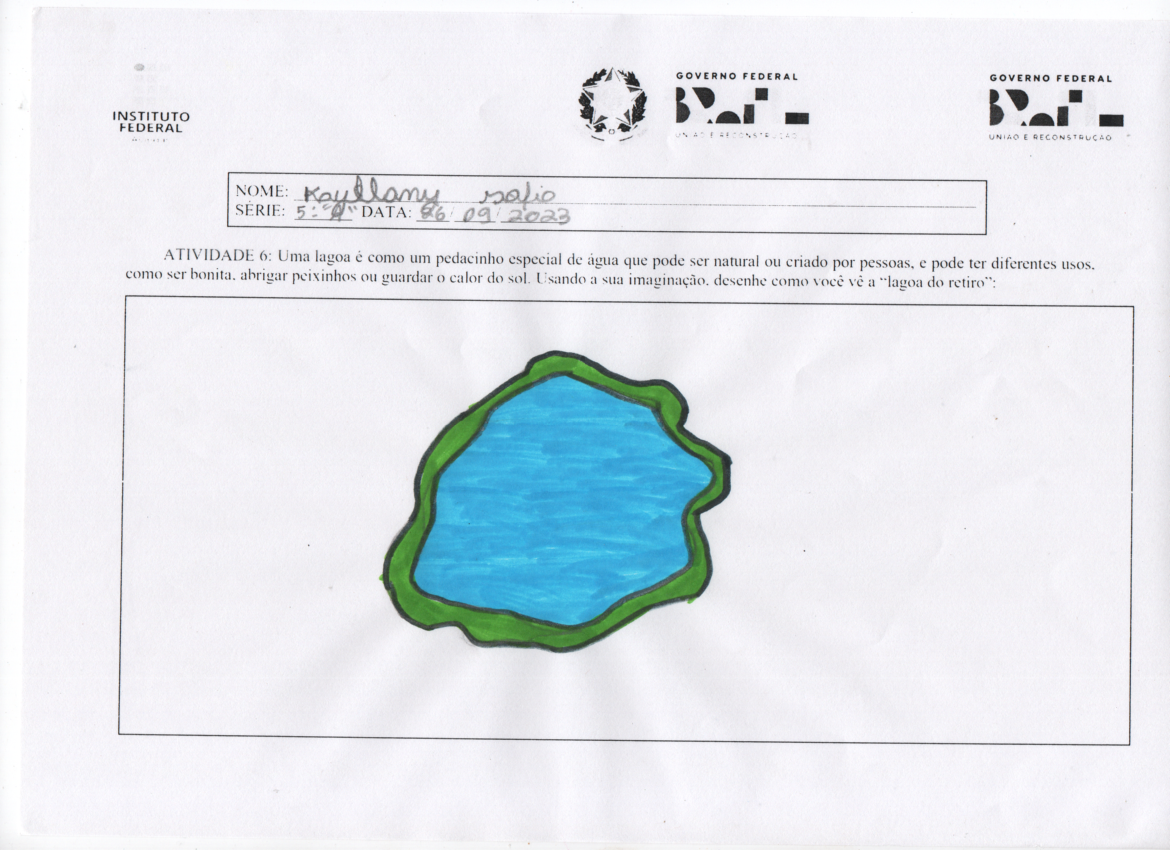 INSTITUTO
FEDERAL
GOVERNO FEDERAL
BRASIL
UNIÃO E RECONSTRUÇÃO
GOVERNO FEDERAL
BRASIL
UNIÃO E RECONSTRUÇÃO
NOME: Kayllany safio
SÉRIE: 5ª "A" DATA: 26/09/2023
ATIVIDADE 6: Uma lagoa é como um pedacinho especial de água que pode ser natural ou criado por pessoas, e pode ter diferentes usos,
como ser bonita, abrigar peixinhos ou guardar o calor do sol. Usando a sua imaginação, desenhe como você vê a “lagoa do retiro”: